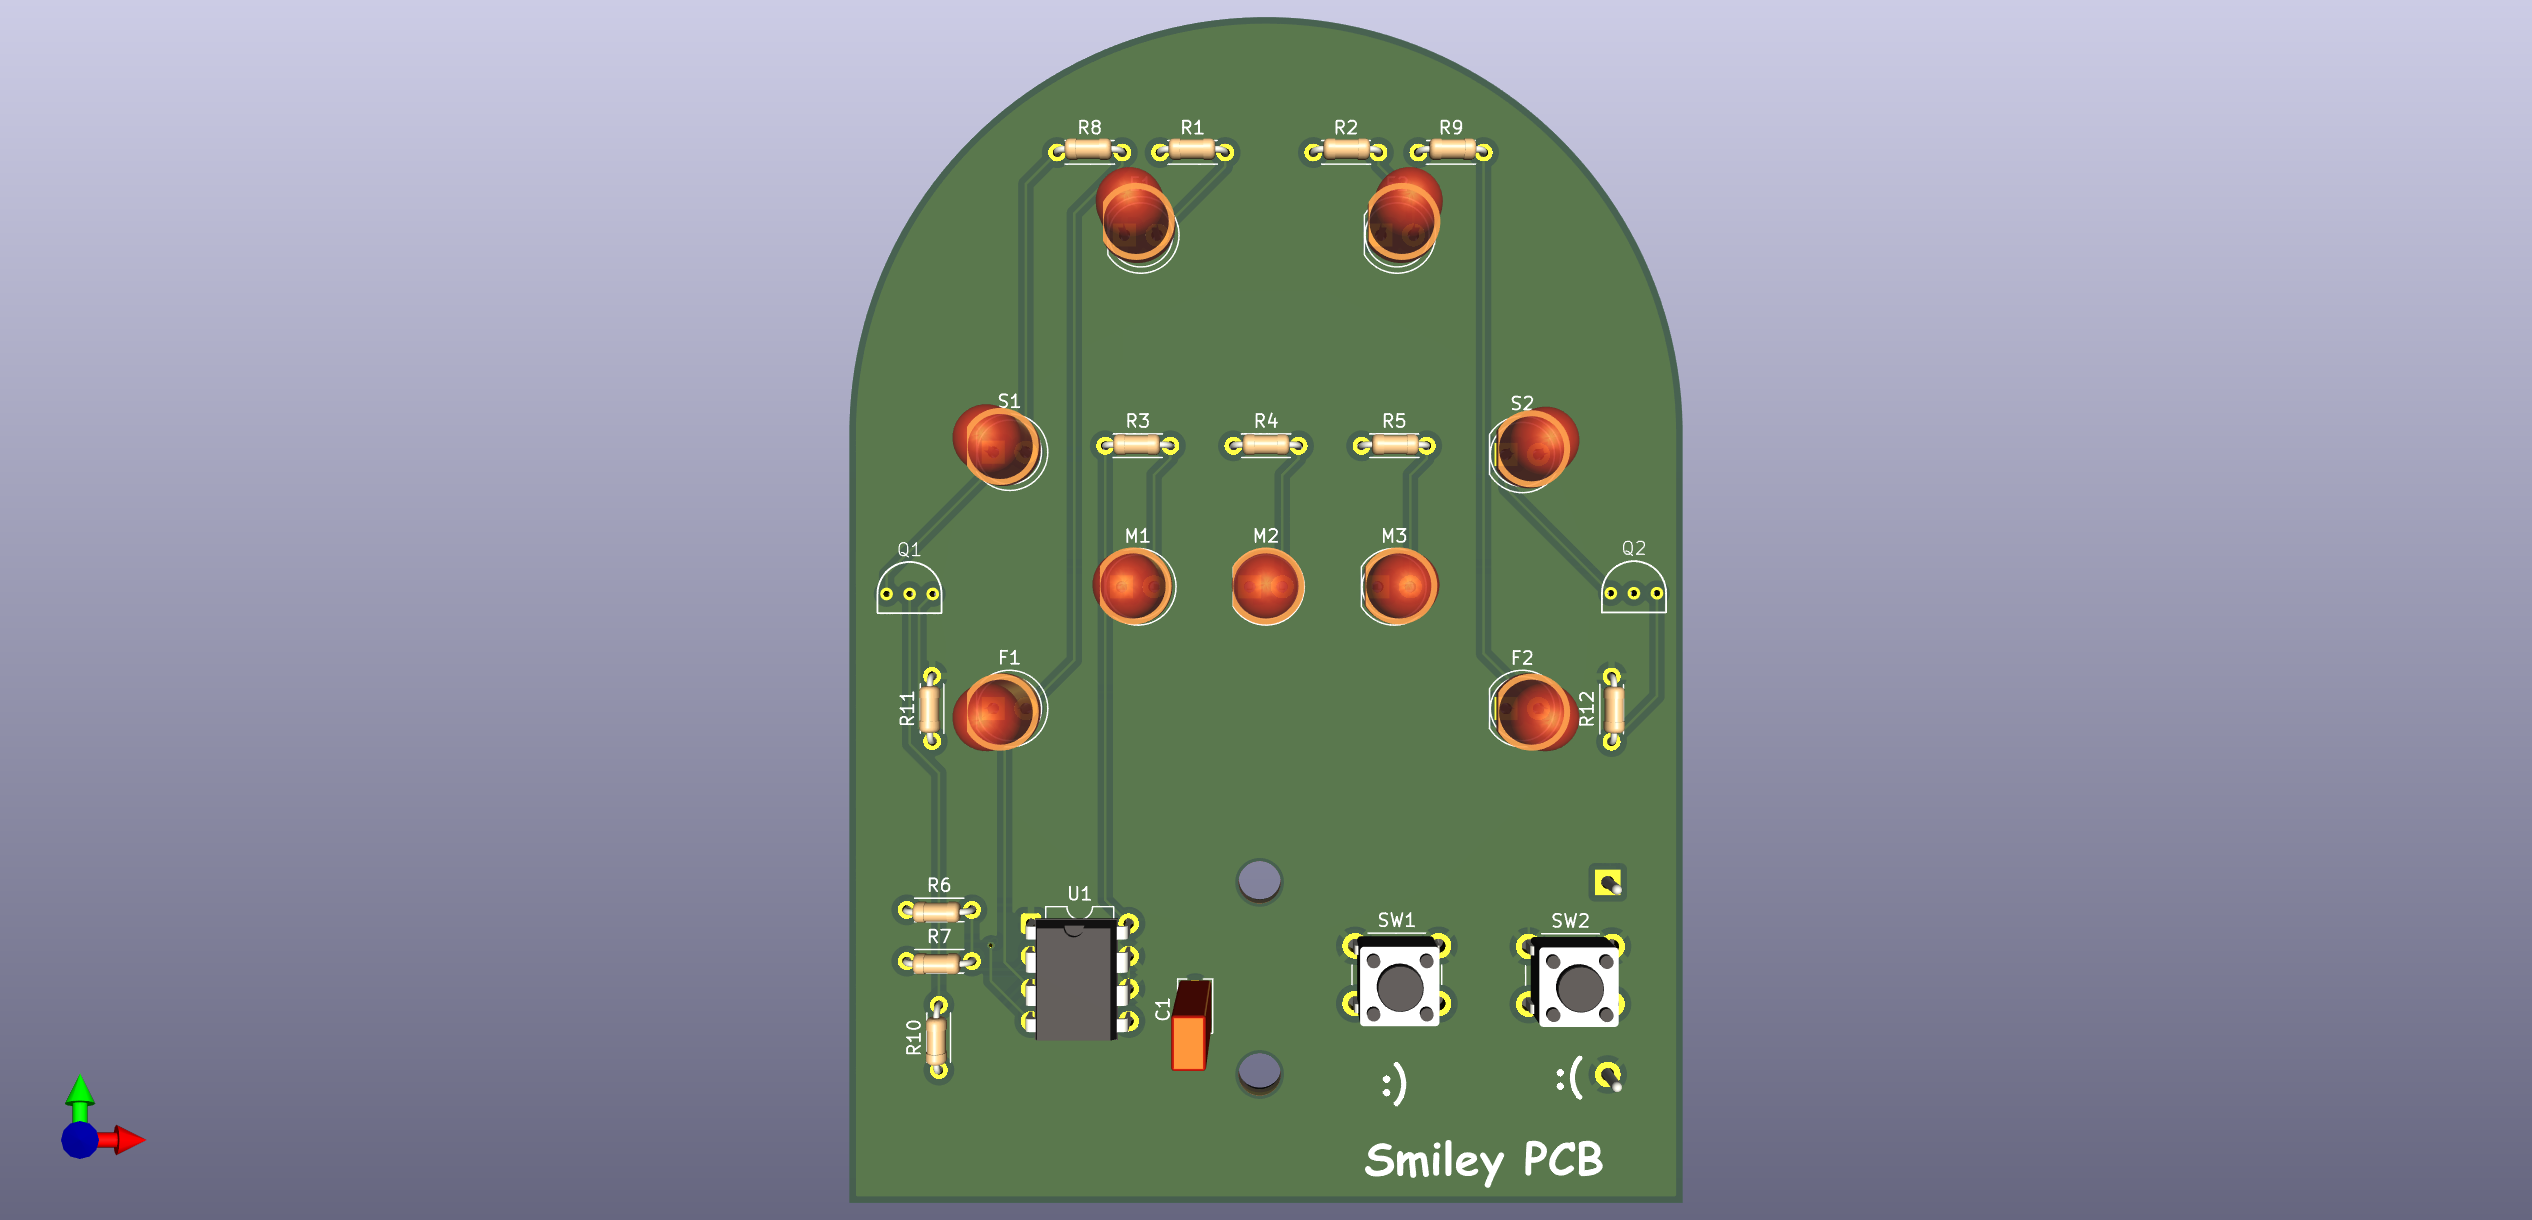 R8 R1 R2 R9
S1 S2
R3 R4 R5
M1 M2 M3
Q1 Q2
F1 F2
R11 R12
R6
U1
R7
SW1 SW2
C1
R10
:) :(
Smiley PCB